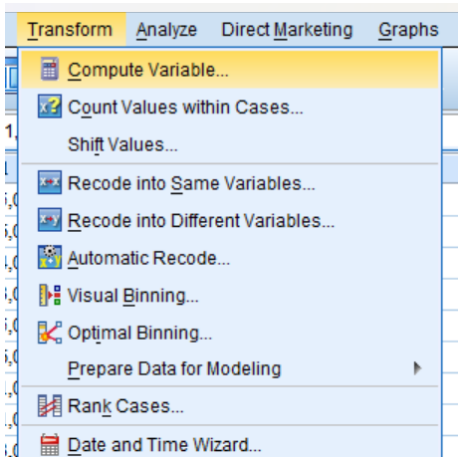 Transform Analyze Direct Marketing Graphs
Compute Variable...
Count Values within Cases...
Shift Values...
Recode into Same Variables...
Recode into Different Variables...
Automatic Recode...
Visual Binning...
Optimal Binning...
Prepare Data for Modeling
Rank Cases...
Date and Time Wizard...